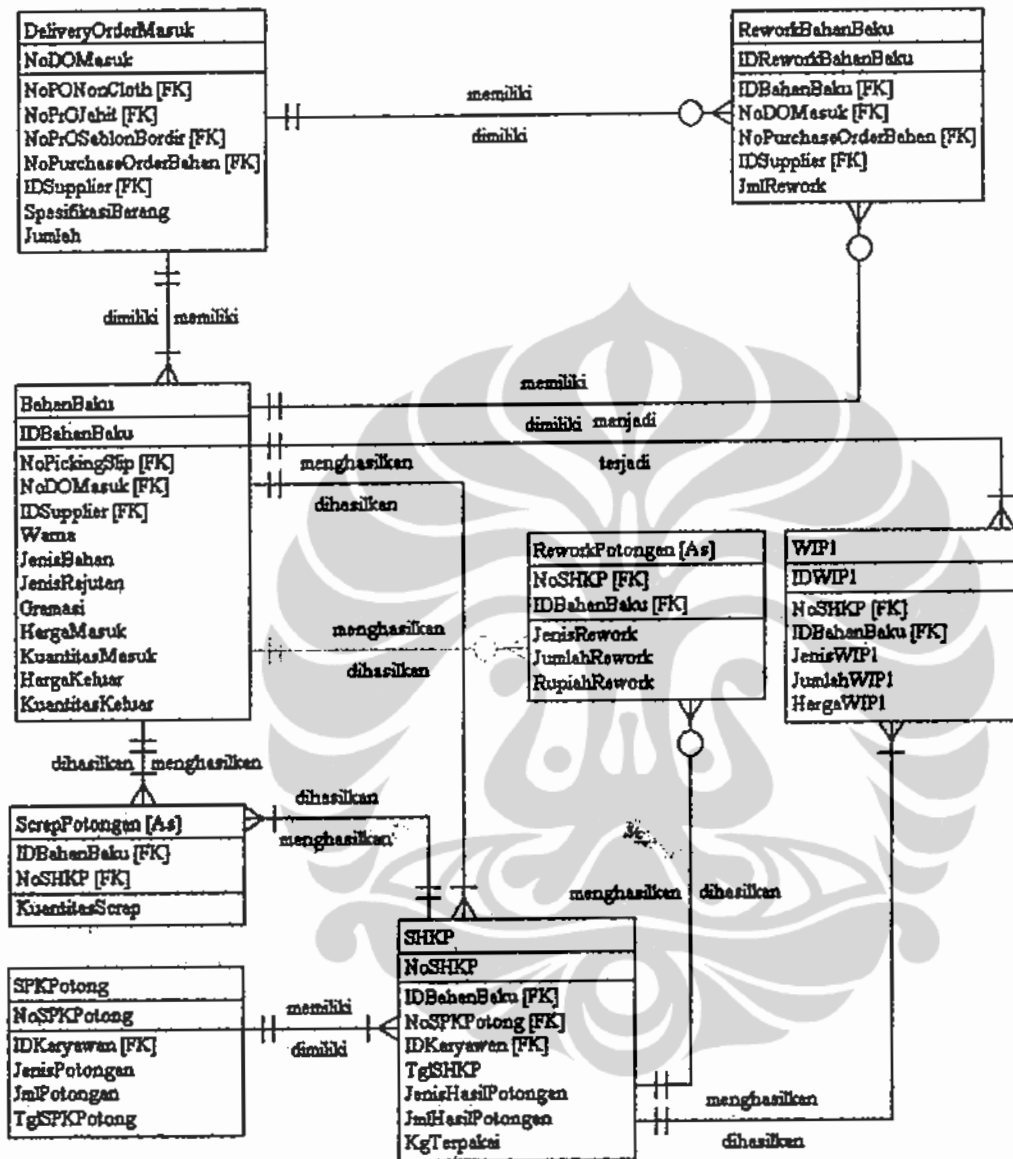 DeliveryOrderMasuk
NoDOMasuk
NoPONonCloth [FK]
NoPrOJahit [FK]
NoPrOSablonBordir [FK]
NoPurchaseOrderBahan [FK]
IDSupplier [FK]
SpesifikasiBarang
Jumlah
memiliki
dimiliki
ReworkBahanBaku
IDReworkBahanBaku
IDBahanBaku [FK]
NoDOMasuk [FK]
NoPurchaseOrderBahan [FK]
IDSupplier [FK]
JmlRework
dimiliki memiliki
BahanBaku
IDBahanBaku
NoPickingSlip [FK]
NoDOMasuk [FK]
IDSupplier [FK]
Warna
JenisBahan
JenisRajutan
Gramasi
HargaMasuk
KuantitasMasuk
HargaKeluar
KuantitasKeluar
memiliki
dimiliki menjadi
terjadi
menghasilkan
dihasilkan
ReworkPotongan [As]
NoSHKP [FK]
IDBahanBaku [FK]
JenisRework
JumlahRework
RupiahRework
WIP1
IDWIP1
NoSHKP [FK]
IDBahanBaku [FK]
JenisWIP1
JumlahWIP1
HargaWIP1
menghasilkan
dihasilkan
dihasilkan menghasilkan
ScrapPotongan [As]
IDBahanBaku [FK]
NoSHKP [FK]
KuantitasScrap
dihasilkan
menghasilkan
menghasilkan dihasilkan
SPKPotong
NoSPKPotong
IDKaryawan [FK]
JenisPotongan
JmlPotongan
TglSPKPotong
memiliki
dimiliki
SHKP
NoSHKP
IDBahanBaku [FK]
NoSPKPotong [FK]
IDKaryawan [FK]
TglSHKP
JenisHasilPotongan
JmlHasilPotongan
KgTerpakai
menghasilkan
dihasilkan